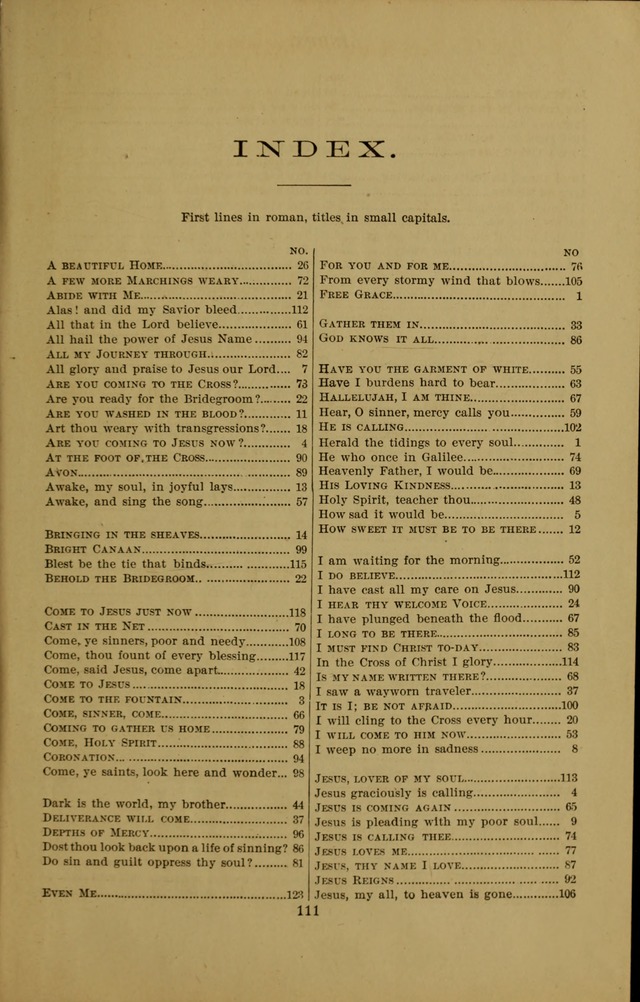 INDEX.
First lines in roman, titles in small capitals.
NO.
A BEAUTIFUL HOME................................ 26
A FEW MORE MARCHINGS WEARY............. 72
ABIDE WITH ME..................................... 21
Alas! and did my Savior bleed.............112
All that in the Lord believe.................. 61
All hail the power of Jesus Name......... 94
ALL MY JOURNEY THROUGH..................... 82
All glory and praise to Jesus our Lord.... 7
ARE YOU COMING TO THE CROSS?............. 73
Are you ready for the Bridegroom?....... 22
ARE YOU WASHED IN THE BLOOD?........... 11
Art thou weary with transgressions?...... 18
ARE YOU COMING TO JESUS NOW?............ 4
AT THE FOOT OF THE CROSS..................... 90
AVON..................................................... 89
Awake, my soul, in joyful lays.............. 13
Awake, and sing the song..................... 57
BRINGING IN THE SHEAVES...................... 14
BRIGHT CANAAN..................................... 99
Blest be the tie that binds....................115
BEHOLD THE BRIDEGROOM....................... 22
COME TO JESUS JUST NOW.......................118
CAST IN THE NET................................... 70
Come, ye sinners, poor and needy.........108
Come, thou fount of every blessing........117
Come, said Jesus, come apart................. 42
COME TO JESUS...................................... 18
COME TO THE FOUNTAIN......................... 3
COME, SINNER, COME............................... 66
COMING TO GATHER US HOME.................. 79
COME, HOLY SPIRIT................................ 88
CORONATION......................................... 94
Come, ye saints, look here and wonder... 98
Dark is the world, my brother............... 44
DELIVERANCE WILL COME........................ 37
DEPTHS OF MERCY.................................. 96
Dost thou look back upon a life of sinning? 86
Do sin and guilt oppress thy soul?......... 81
EVEN ME................................................123
NO
FOR YOU AND FOR ME............................. 76
From every stormy wind that blows......105
FREE GRACE........................................... 1
GATHER THEM IN.................................... 33
GOD KNOWS IT ALL................................. 86
HAVE YOU THE GARMENT OF WHITE.......... 55
Have I burdens hard to bear................. 63
HALLELUJAH, I AM THINE....................... 67
Hear, O sinner, mercy calls you............. 59
HE IS CALLING.......................................102
Herald the tidings to every soul............. 1
He who once in Galilee......................... 74
Heavenly Father, I would be.................. 69
HIS LOVING KINDNESS............................. 13
Holy Spirit, teacher thou....................... 48
How sad it would be............................. 5
HOW SWEET IT MUST BE TO BE THERE....... 12
I am waiting for the morning................ 52
I DO BELIEVE.........................................112
I have cast all my care on Jesus............ 90
I HEAR THY WELCOME VOICE................... 24
I have plunged beneath the flood........... 67
I LONG TO BE THERE................................ 85
I MUST FIND CHRIST TO-DAY................... 83
In the Cross of Christ I glory................114
IS MY NAME WRITTEN THERE?................. 68
I saw a wayworn traveler...................... 37
IT IS I; BE NOT AFRAID...........................100
I will cling to the Cross every hour........ 20
I WILL COME TO HIM NOW...................... 53
I weep no more in sadness.................... 8
JESUS, LOVER OF MY SOUL.......................113
Jesus graciously is calling..................... 4
JESUS IS COMING AGAIN.......................... 65
Jesus is pleading with my poor soul...... 9
JESUS IS CALLING THEE........................... 74
JESUS LOVES ME..................................... 77
JESUS, THY NAME I LOVE......................... 87
JESUS REIGNS......................................... 92
Jesus, my all, to heaven is gone.............106
111